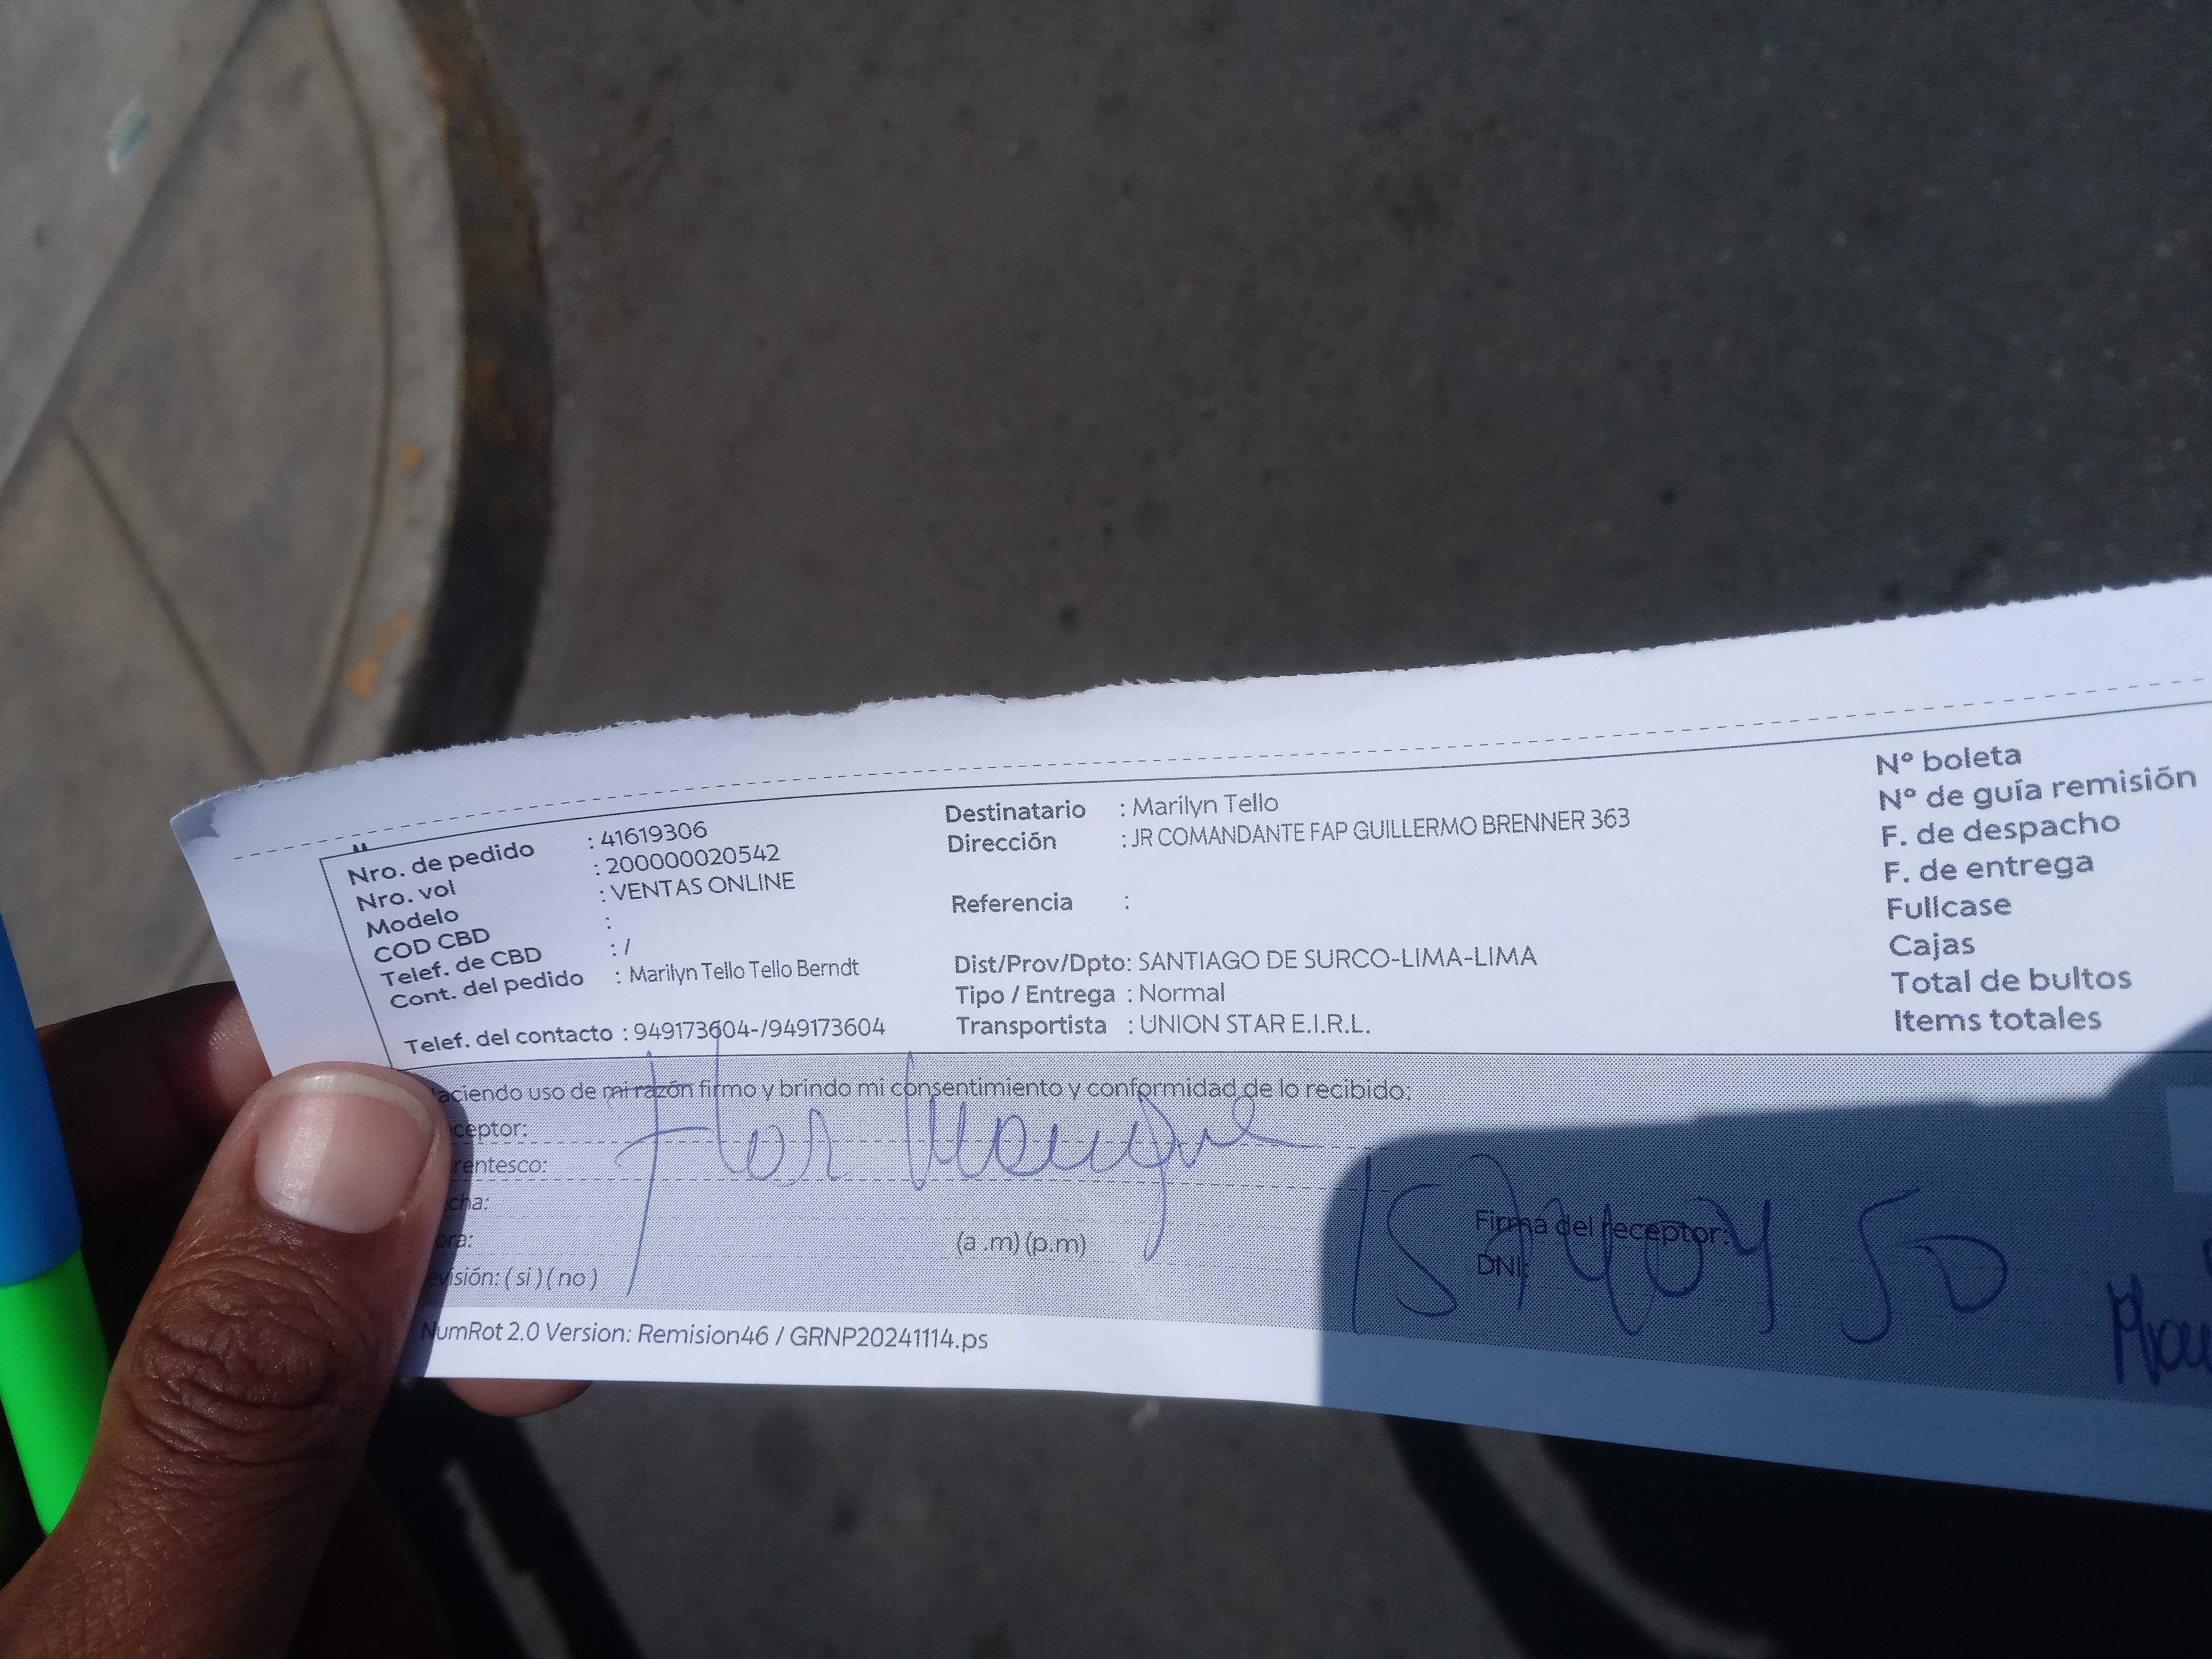 Nro. de pedido : 41619306
Nro. vol : 200000020542
Modelo : VENTAS ONLINE
COD CBD :
Telef. de CBD : /
Cont. del pedido : Marilyn Tello Tello Berndt
Telef. del contacto : 949173604-/949173604
Destinatario : Marilyn Tello
Dirección : JR COMANDANTE FAP GUILLERMO BRENNER 363
Referencia :
Dist/Prov/Dpto: SANTIAGO DE SURCO-LIMA-LIMA
Tipo / Entrega : Normal
Transportista : UNION STAR E.I.R.L.
Nº boleta
Nº de guía remisión
F. de despacho
F. de entrega
Fullcase
Cajas
Total de bultos
Items totales
aciendo uso de mi razón firmo y brindo mi consentimiento y conformidad de lo recibido:
ceptor:
rentesco:
cha:
ora: (a .m) (p.m)
evisión: ( si ) ( no )
Flor
Firma del receptor:
DNI:
NumRot 2.0 Version: Remision46 / GRNP20241114.ps